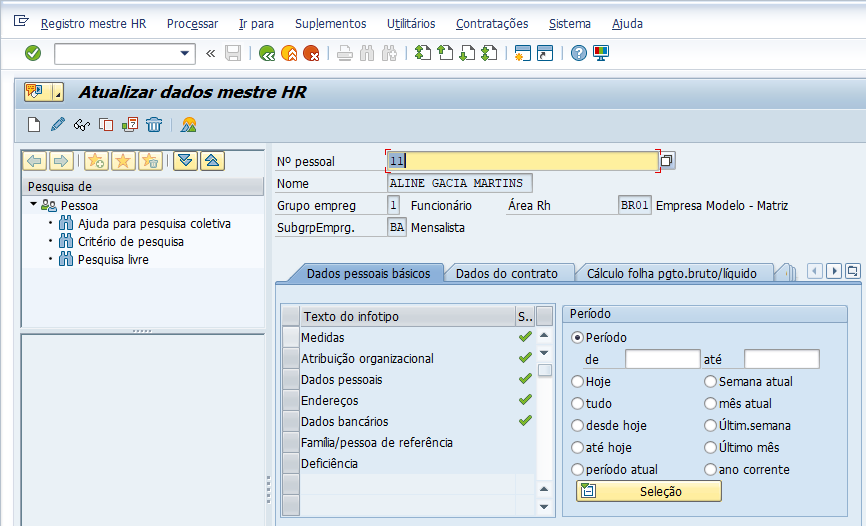 Registro mestre HR Processar Ir para Suplementos Utilitários Contratações Sistema Ajuda
Atualizar dados mestre HR
Pesquisa de
Pessoa
Ajuda para pesquisa coletiva
Critério de pesquisa
Pesquisa livre
Nº pessoal 11
Nome ALINE GACIA MARTINS
Grupo empreg 1 Funcionário Área Rh BR01 Empresa Modelo - Matriz
SubgrpEmprg. BA Mensalista
Dados pessoais básicos Dados do contrato Cálculo folha pgto.bruto/líquido
Texto do infotipo S..
Medidas
Atribuição organizacional
Dados pessoais
Endereços
Dados bancários
Família/pessoa de referência
Deficiência
Período
Período
de até
Hoje Semana atual
tudo mês atual
desde hoje Últim.semana
até hoje Último mês
período atual ano corrente
Seleção